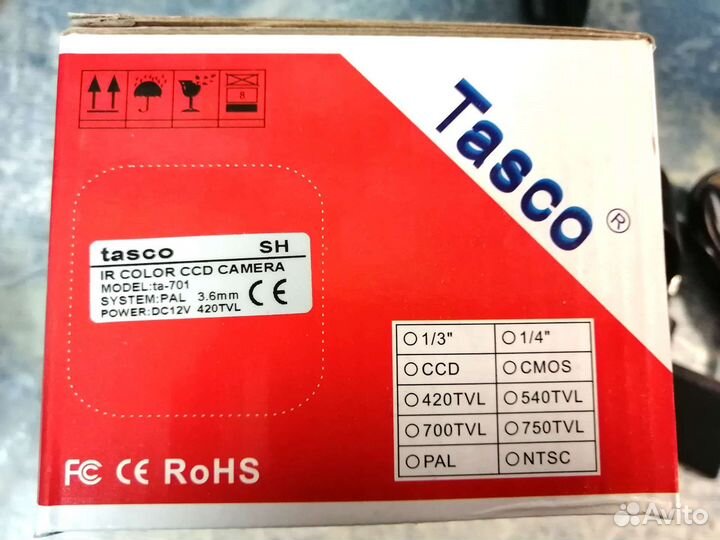 8
Tasco®
tasco SH
IR COLOR CCD CAMERA
MODEL:ta-701
SYSTEM:PAL 3.6mm CE
POWER:DC12V 420TVL
1/3" 1/4"
CCD CMOS
420TVL 540TVL
700TVL 750TVL
PAL NTSC
FC CE RoHS
Avito